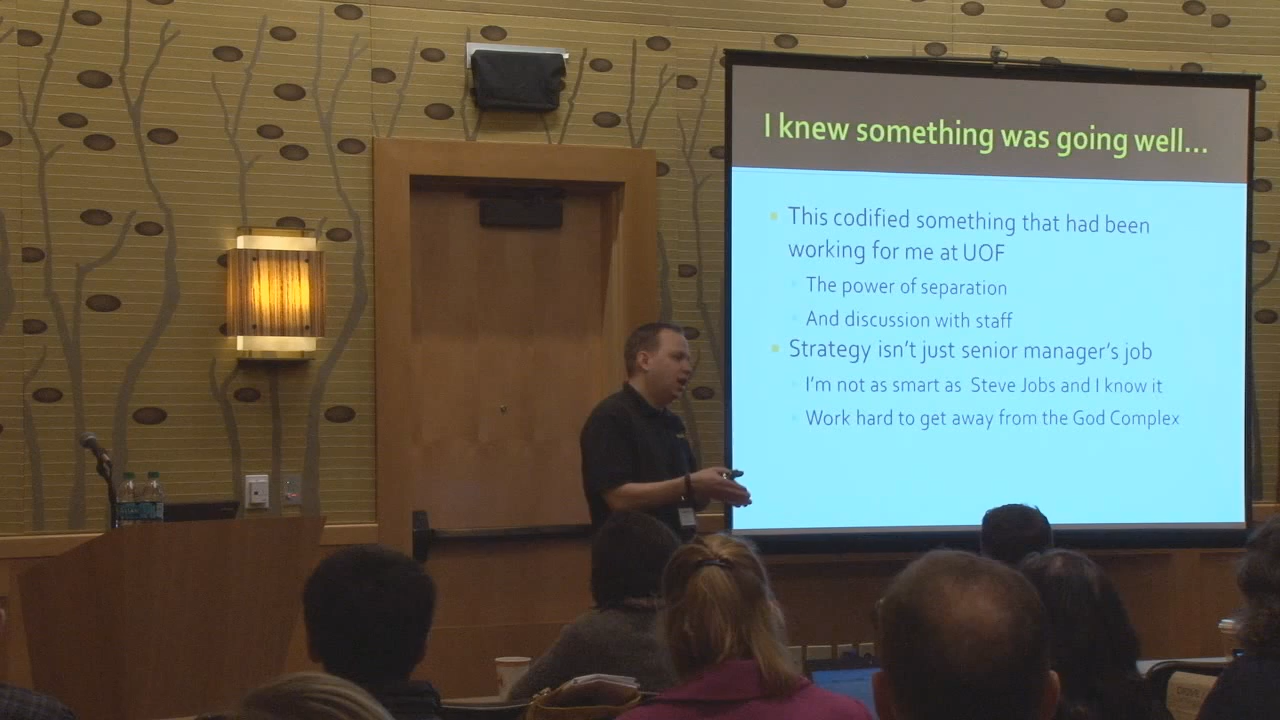 I knew something was going well...
This codified something that had been
working for me at UOF
The power of separation
And discussion with staff
Strategy isn't just senior manager's job
I'm not as smart as Steve Jobs and I know it
Work hard to get away from the God Complex